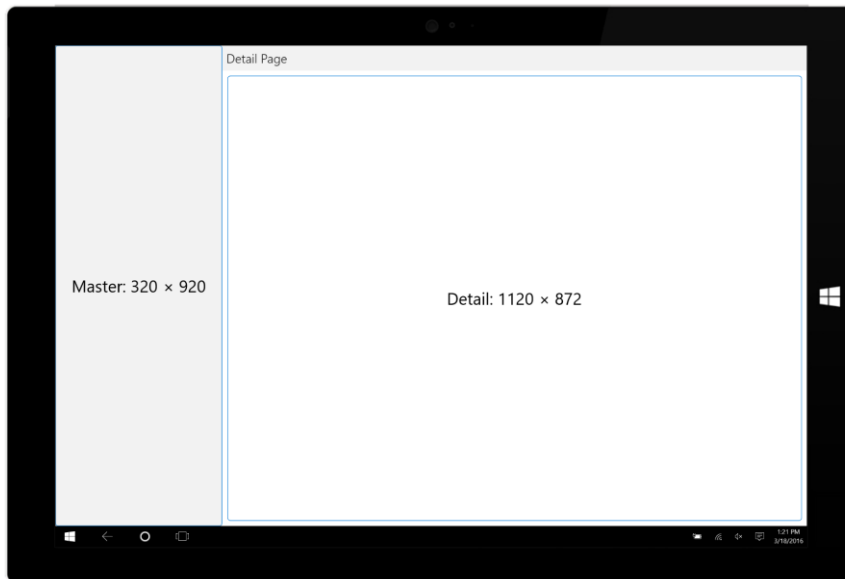 Detail Page
Master: 320 × 920
Detail: 1120 × 872
1:21 PM
3/18/2016